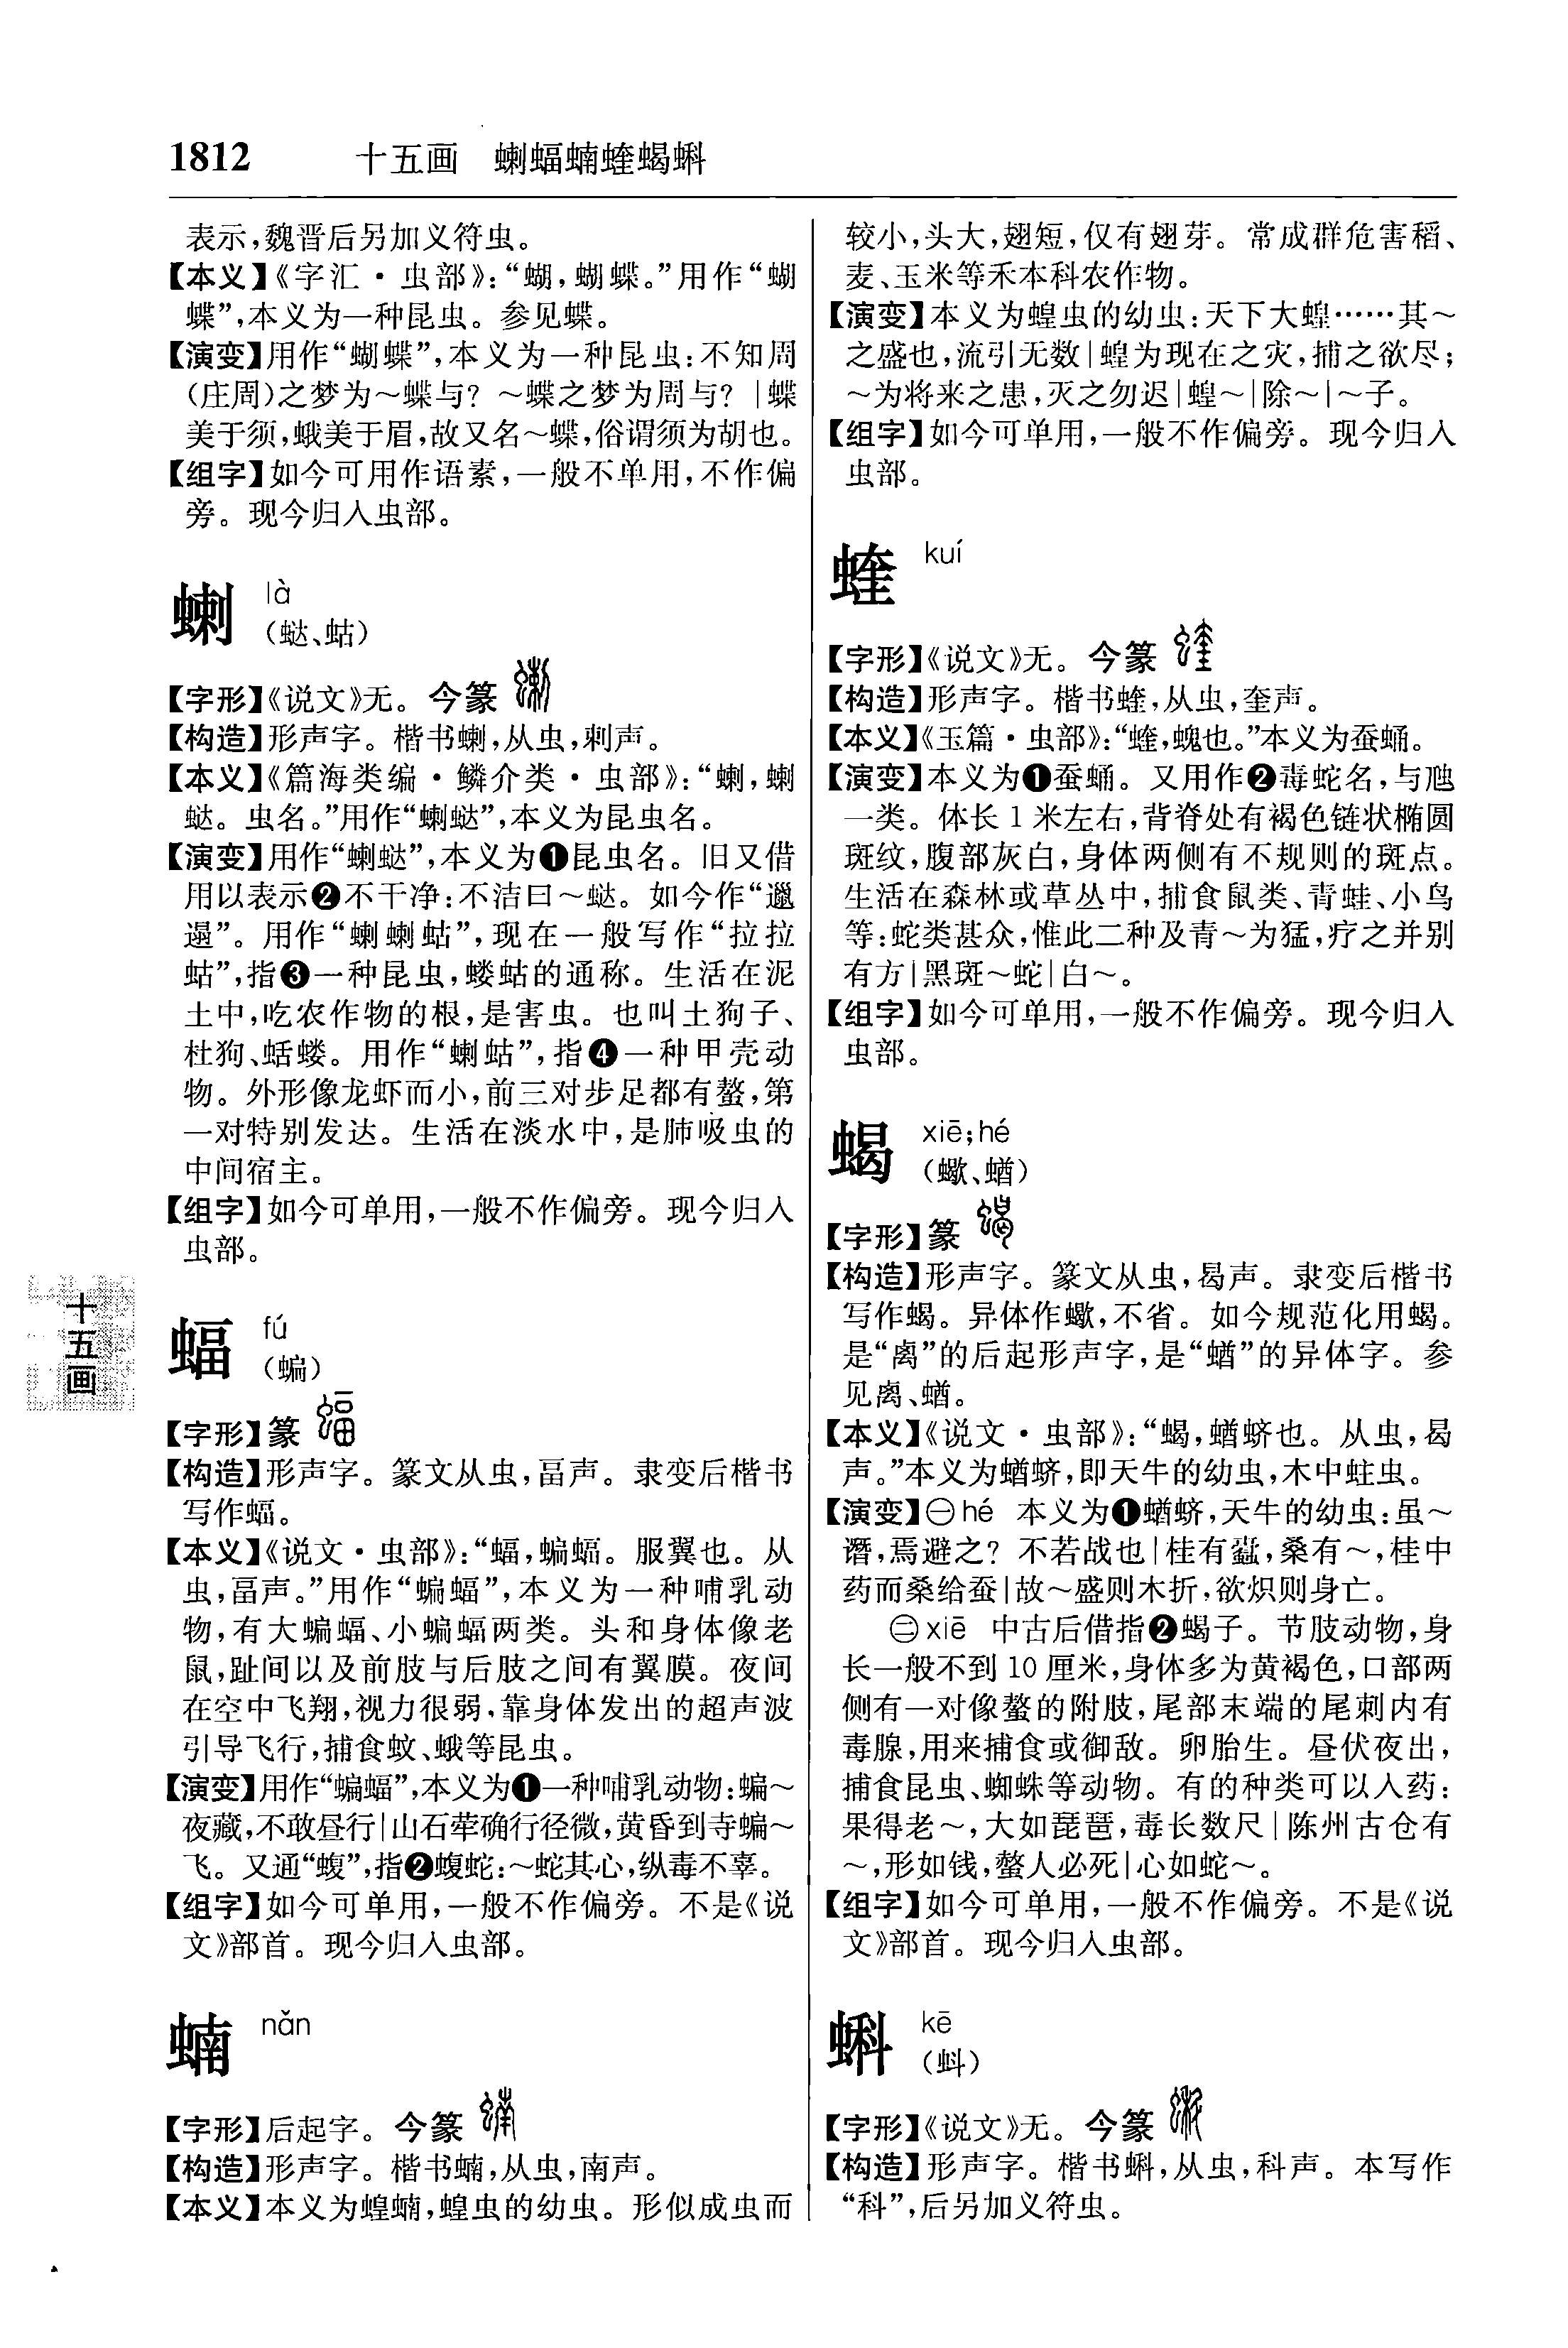 1812 十五画 蝲蝠蝻蝰蝎蝌
表示,魏晋后另加义符虫。
【本义】《字汇·虫部》:“蝴,蝴蝶。”用作“蝴
蝶”,本义为一种昆虫。参见蝶。
【演变】用作“蝴蝶”,本义为一种昆虫:不知周
(庄周)之梦为～蝶与? ～蝶之梦为周与? |蝶
美于须,蛾美于眉,故又名～蝶,俗谓须为胡也。
【组字】如今可用作语素,一般不单用,不作偏
旁。现今归入虫部。
蝲 là
(𧊅、蛄)
【字形】《说文》无。今篆
【构造】形声字。楷书蝲,从虫,剌声。
【本义】《篇海类编·鳞介类·虫部》:“蝲,蝲
𧊅。虫名。”用作“蝲𧊅”,本义为昆虫名。
【演变】用作“蝲𧊅”,本义为❶昆虫名。旧又借
用以表示❷不干净:不洁曰～𧊅。如今作“邋
遢”。用作“蝲蝲蛄”,现在一般写作“拉拉
蛄”,指❸一种昆虫,蝼蛄的通称。生活在泥
土中,吃农作物的根,是害虫。也叫土狗子、
杜狗、蛞蝼。用作“蝲蛄”,指❹一种甲壳动
物。外形像龙虾而小,前三对步足都有螯,第
一对特别发达。生活在淡水中,是肺吸虫的
中间宿主。
【组字】如今可单用,一般不作偏旁。现今归入
虫部。
蝠 fú
(蝙)
【字形】篆
【构造】形声字。篆文从虫,畐声。隶变后楷书
写作蝠。
【本义】《说文·虫部》:“蝠,蝙蝠。服翼也。从
虫,畐声。”用作“蝙蝠”,本义为一种哺乳动
物,有大蝙蝠、小蝙蝠两类。头和身体像老
鼠,趾间以及前肢与后肢之间有翼膜。夜间
在空中飞翔,视力很弱,靠身体发出的超声波
引导飞行,捕食蚊、蛾等昆虫。
【演变】用作“蝙蝠”,本义为❶一种哺乳动物:蝙～
夜藏,不敢昼行|山石荦确行径微,黄昏到寺蝙～
飞。又通“蝮”,指❷蝮蛇:～蛇其心,纵毒不辜。
【组字】如今可单用,一般不作偏旁。不是《说
文》部首。现今归入虫部。
蝻 nǎn
【字形】后起字。今篆
【构造】形声字。楷书蝻,从虫,南声。
【本义】本义为蝗蝻,蝗虫的幼虫。形似成虫而
较小,头大,翅短,仅有翅芽。常成群危害稻、
麦、玉米等禾本科农作物。
【演变】本义为蝗虫的幼虫:天下大蝗……其～
之盛也,流引无数|蝗为现在之灾,捕之欲尽;
～为将来之患,灭之勿迟|蝗～|除～|～子。
【组字】如今可单用,一般不作偏旁。现今归入
虫部。
蝰 kuí
【字形】《说文》无。今篆
【构造】形声字。楷书蝰,从虫,奎声。
【本义】《玉篇·虫部》:“蝰,螝也。”本义为蚕蛹。
【演变】本义为❶蚕蛹。又用作❷毒蛇名,与虺
一类。体长1米左右,背脊处有褐色链状椭圆
斑纹,腹部灰白,身体两侧有不规则的斑点。
生活在森林或草丛中,捕食鼠类、青蛙、小鸟
等:蛇类甚众,惟此二种及青～为猛,疗之并别
有方|黑斑～蛇|白～。
【组字】如今可单用,一般不作偏旁。现今归入
虫部。
蝎 xiē;hé
(蠍、蝤)
【字形】篆
【构造】形声字。篆文从虫,曷声。隶变后楷书
写作蝎。异体作蠍,不省。如今规范化用蝎。
是“离”的后起形声字,是“蝤”的异体字。参
见离、蝤。
【本义】《说文·虫部》:“蝎,蝤蛴也。从虫,曷
声。”本义为蝤蛴,即天牛的幼虫,木中蛀虫。
【演变】㊀hé 本义为❶蝤蛴,天牛的幼虫:虽～
谮,焉避之? 不若战也|桂有蠹,桑有～,桂中
药而桑给蚕|故～盛则木折,欲炽则身亡。
㊁xiē 中古后借指❷蝎子。节肢动物,身
长一般不到10厘米,身体多为黄褐色,口部两
侧有一对像螯的附肢,尾部末端的尾刺内有
毒腺,用来捕食或御敌。卵胎生。昼伏夜出,
捕食昆虫、蜘蛛等动物。有的种类可以入药:
果得老～,大如琵琶,毒长数尺|陈州古仓有
～,形如钱,螫人必死|心如蛇～。
【组字】如今可单用,一般不作偏旁。不是《说
文》部首。现今归入虫部。
蝌 kē
(蚪)
【字形】《说文》无。今篆
【构造】形声字。楷书蝌,从虫,科声。本写作
“科”,后另加义符虫。
十五画